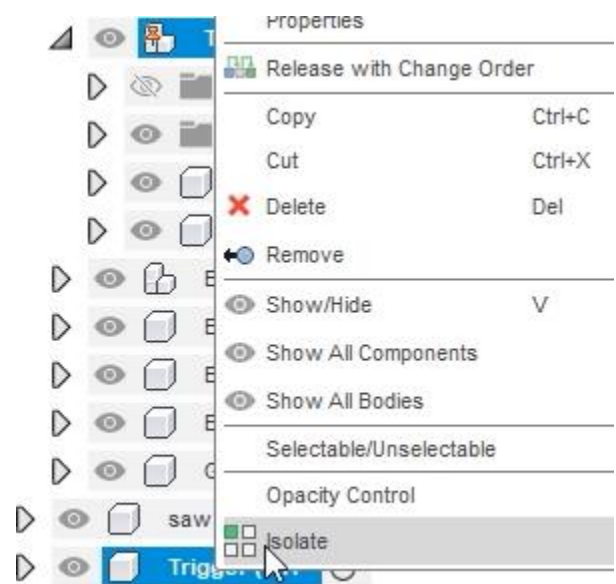 Properties
Release with Change Order
Copy Ctrl+C
Cut Ctrl+X
Delete Del
Remove
Show/Hide V
Show All Components
Show All Bodies
Selectable/Unselectable
Opacity Control
saw
Isolate